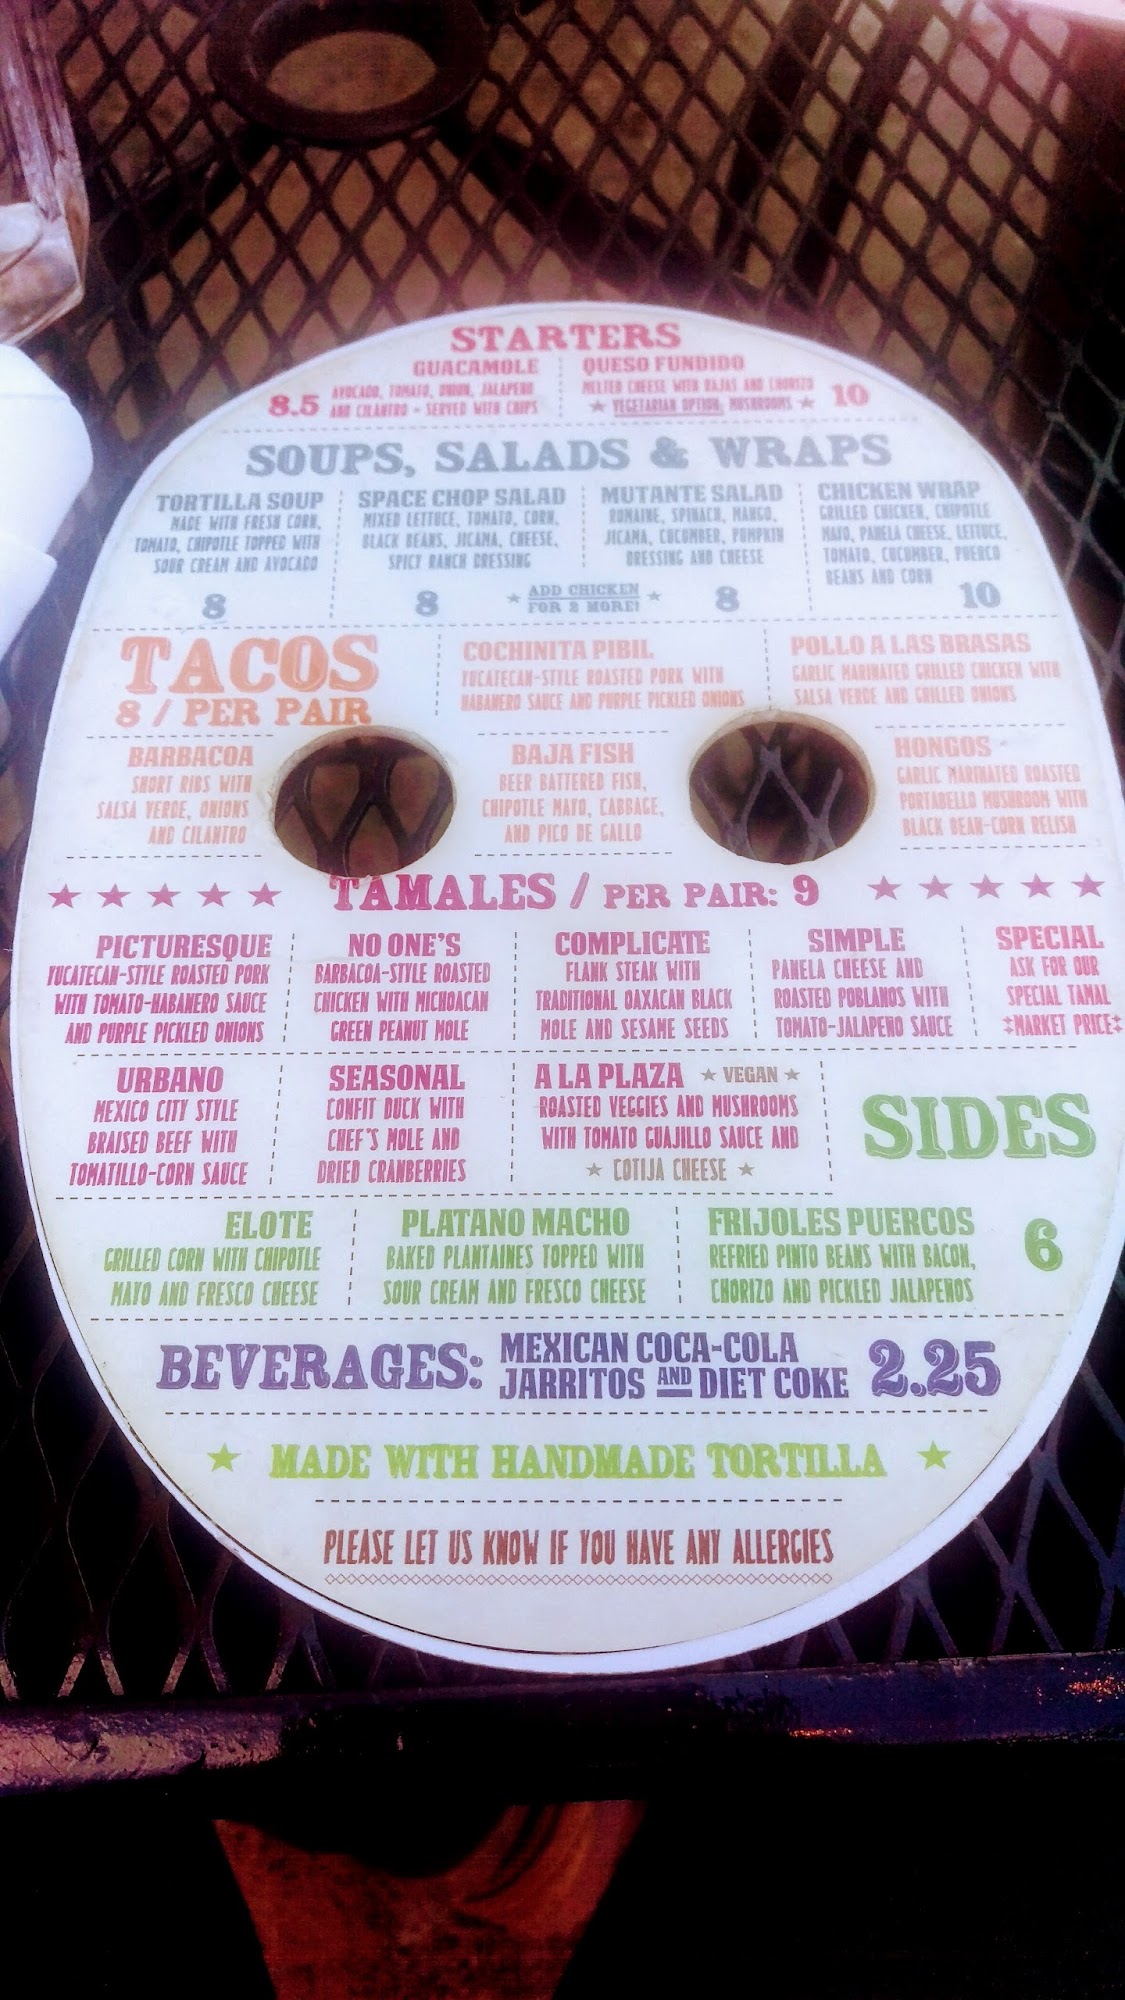 STARTERS
GUACAMOLE
AVOCADO, TOMATO, ONION, JALAPENO
AND CILANTRO - SERVED WITH CHIPS
8.5
QUESO FUNDIDO
MELTED CHEESE WITH RAJAS AND CHORIZO
★ VEGETARIAN OPTION: MUSHROOMS ★
10
SOUPS, SALADS & WRAPS
TORTILLA SOUP
MADE WITH FRESH CORN,
TOMATO, CHIPOTLE TOPPED WITH
SOUR CREAM AND AVOCADO
8
SPACE CHOP SALAD
MIXED LETTUCE, TOMATO, CORN,
BLACK BEANS, JICAMA, CHEESE,
SPICY RANCH DRESSING
8
MUTANTE SALAD
ROMAINE, SPINACH, MANGO,
JICAMA, CUCUMBER, PUMPKIN
DRESSING AND CHEESE
8
★ ADD CHICKEN ★
FOR 2 MORE!
CHICKEN WRAP
GRILLED CHICKEN, CHIPOTLE
MAYO, PANELA CHEESE, LETTUCE,
TOMATO, CUCUMBER, PUERCO
BEANS AND CORN
10
TACOS
8 / PER PAIR
COCHINITA PIBIL
YUCATECAN-STYLE ROASTED PORK WITH
HABANERO SAUCE AND PURPLE PICKLED ONIONS
POLLO A LAS BRASAS
GARLIC MARINATED GRILLED CHICKEN WITH
SALSA VERDE AND GRILLED ONIONS
BARBACOA
SHORT RIBS WITH
SALSA VERDE, ONIONS
AND CILANTRO
BAJA FISH
BEER BATTERED FISH,
CHIPOTLE MAYO, CABBAGE,
AND PICO DE GALLO
HONGOS
GARLIC MARINATED ROASTED
PORTABELLO MUSHROOM WITH
BLACK BEAN-CORN RELISH
★ ★ ★ ★ ★ TAMALES / PER PAIR: 9 ★ ★ ★ ★ ★
PICTURESQUE
YUCATECAN-STYLE ROASTED PORK
WITH TOMATO-HABANERO SAUCE
AND PURPLE PICKLED ONIONS
NO ONE'S
BARBACOA-STYLE ROASTED
CHICKEN WITH MICHOACAN
GREEN PEANUT MOLE
COMPLICATE
FLANK STEAK WITH
TRADITIONAL OAXACAN BLACK
MOLE AND SESAME SEEDS
SIMPLE
PANELA CHEESE AND
ROASTED POBLANOS WITH
TOMATO-JALAPEÑO SAUCE
SPECIAL
ASK FOR OUR
SPECIAL TAMAL
‡MARKET PRICE‡
URBANO
MEXICO CITY STYLE
BRAISED BEEF WITH
TOMATILLO-CORN SAUCE
SEASONAL
CONFIT DUCK WITH
CHEF'S MOLE AND
DRIED CRANBERRIES
A LA PLAZA ★ VEGAN ★
ROASTED VEGGIES AND MUSHROOMS
WITH TOMATO GUAJILLO SAUCE AND
★ COTIJA CHEESE ★
SIDES
ELOTE
GRILLED CORN WITH CHIPOTLE
MAYO AND FRESCO CHEESE
PLATANO MACHO
BAKED PLANTAINES TOPPED WITH
SOUR CREAM AND FRESCO CHEESE
FRIJOLES PUERCOS
REFRIED PINTO BEANS WITH BACON,
CHORIZO AND PICKLED JALAPEÑOS
6
BEVERAGES: MEXICAN COCA-COLA
JARRITOS AND DIET COKE 2.25
★ MADE WITH HANDMADE TORTILLA ★
PLEASE LET US KNOW IF YOU HAVE ANY ALLERGIES